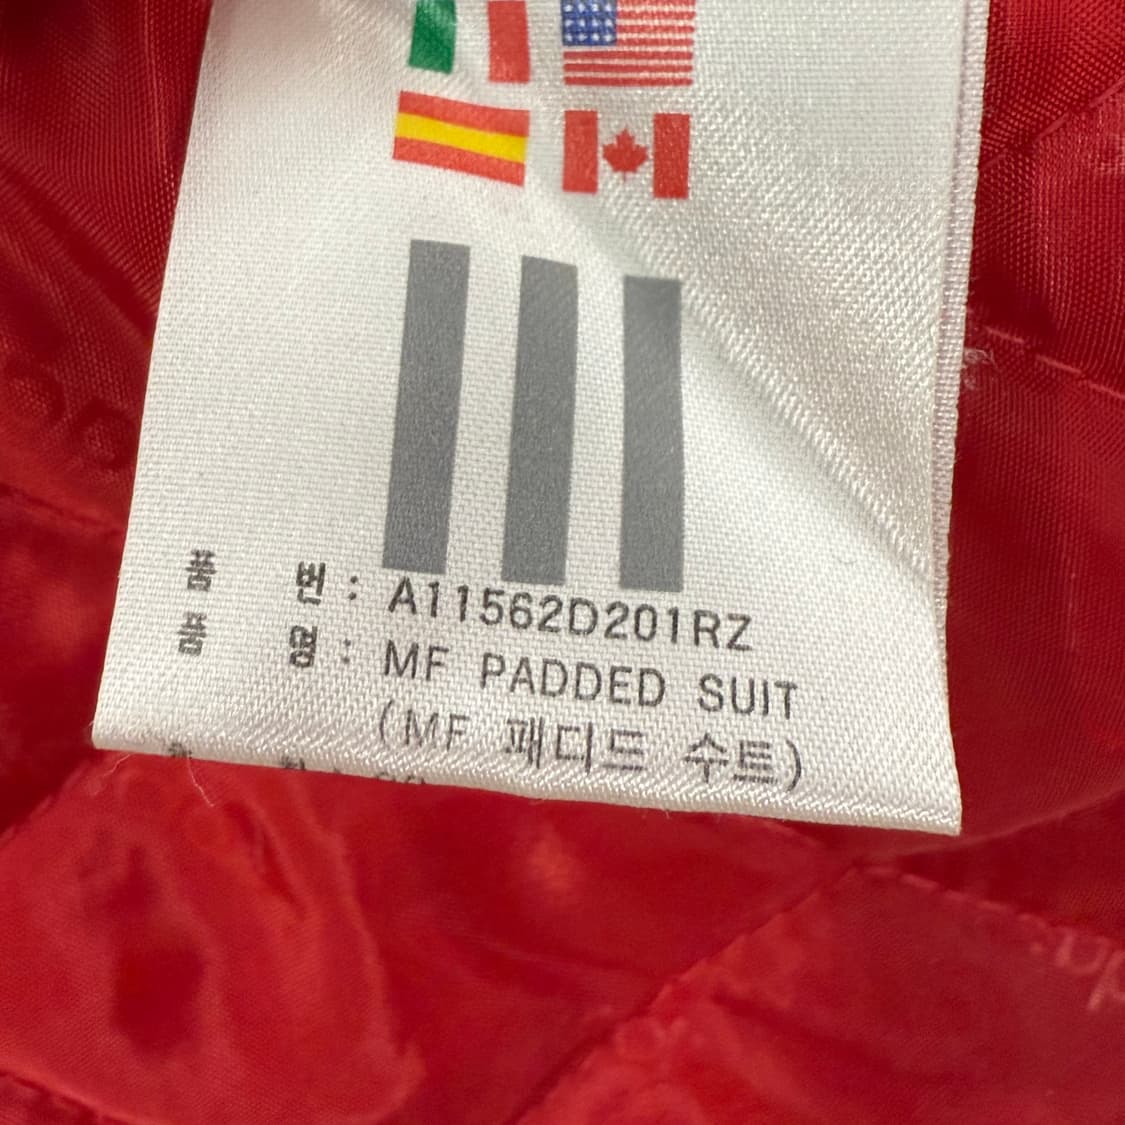 품 번 : A11562D201RZ
품 명 : MF PADDED SUIT
(MF 패디드 수트)